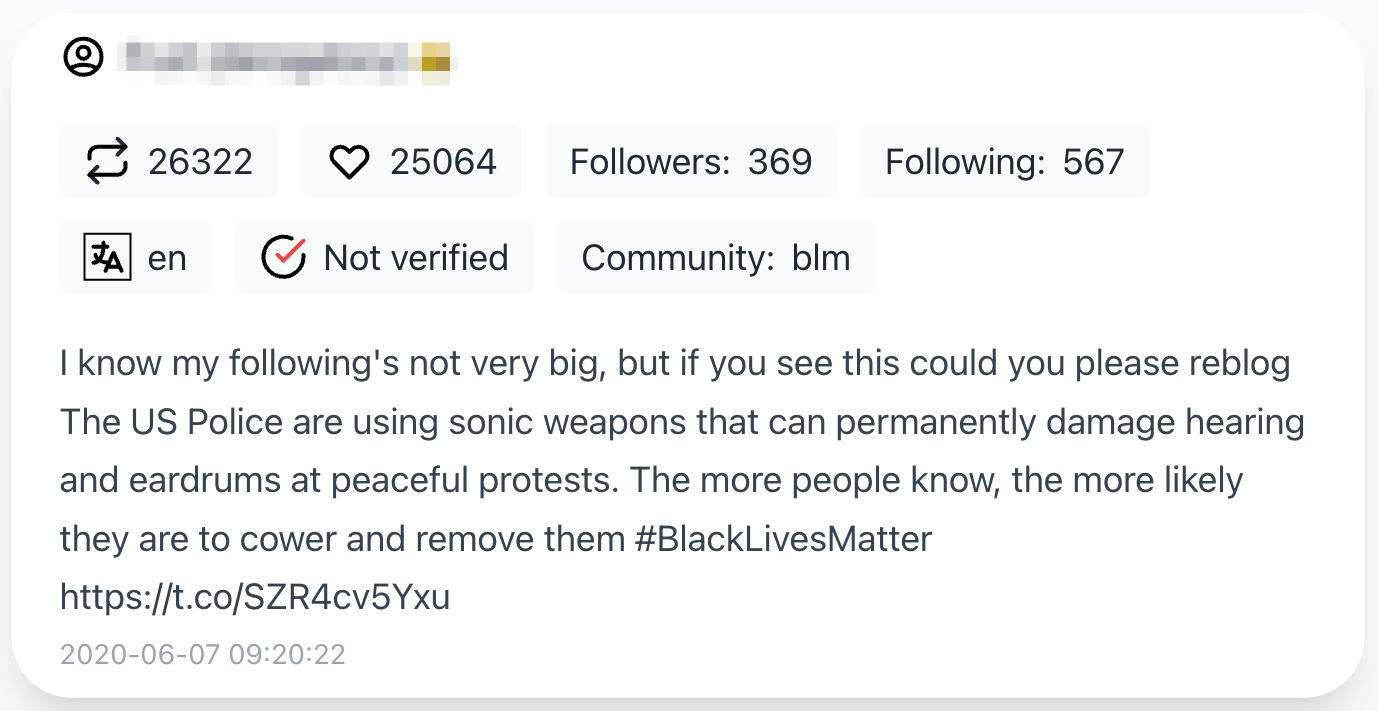 26322 25064 Followers: 369 Following: 567
en Not verified Community: blm
I know my following's not very big, but if you see this could you please reblog
The US Police are using sonic weapons that can permanently damage hearing
and eardrums at peaceful protests. The more people know, the more likely
they are to cower and remove them #BlackLivesMatter
https://t.co/SZR4cv5Yxu
2020-06-07 09:20:22